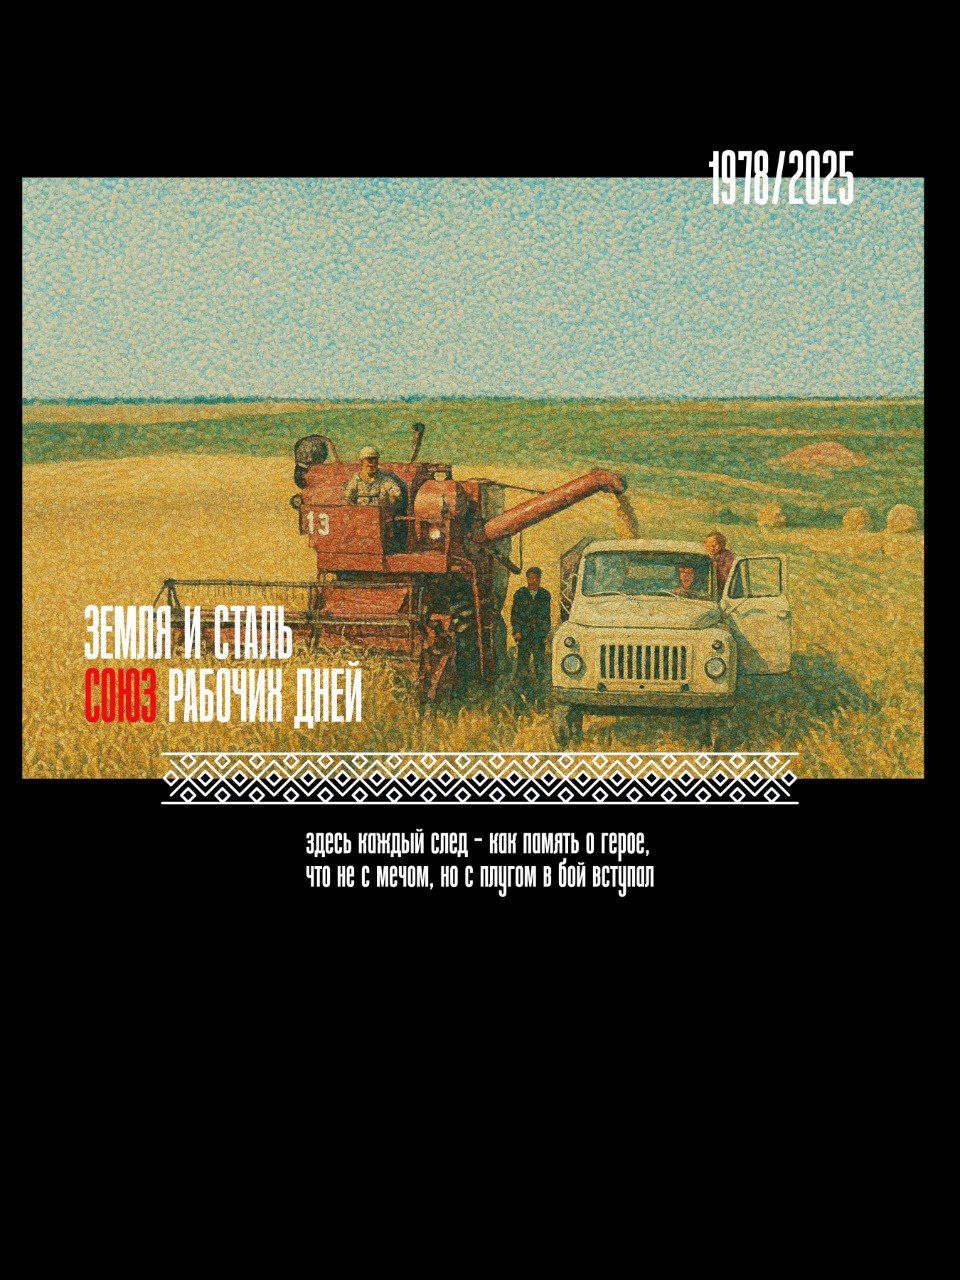 1978/2025
13
ЗЕМЛЯ И СТАЛЬ
СОЮЗ РАБОЧИХ ДНЕЙ
здесь каждый след - как память о герое,
что не с мечом, но с плугом в бой вступал